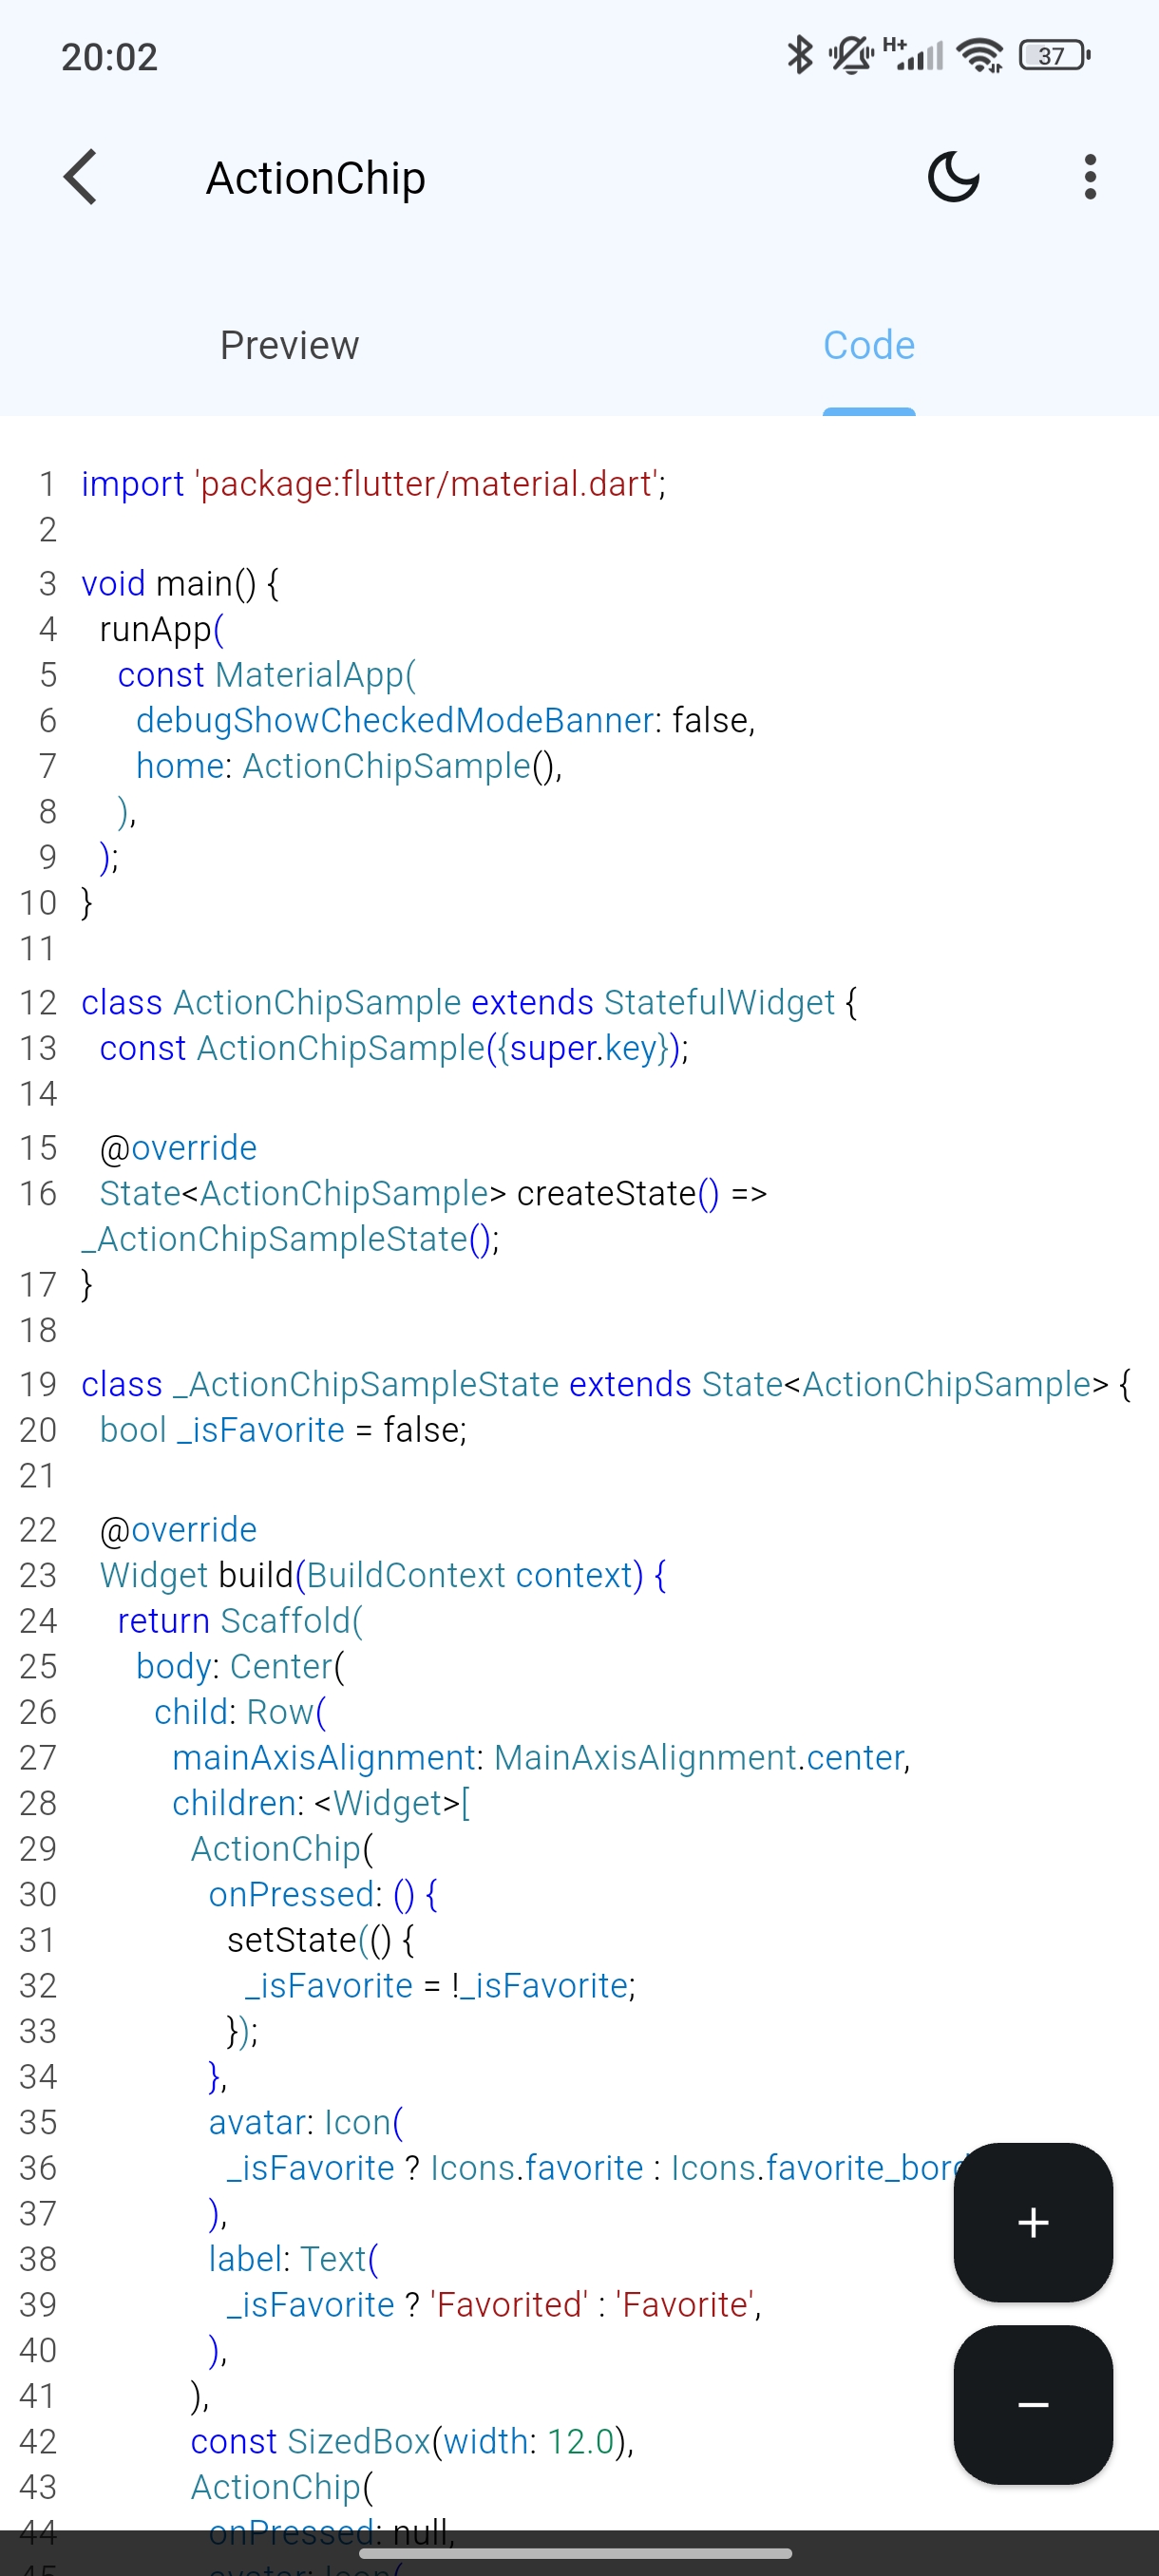 20:02
H+
37
ActionChip
Preview
Code
1 import 'package:flutter/material.dart';
2
3 void main() {
4   runApp(
5     const MaterialApp(
6       debugShowCheckedModeBanner: false,
7       home: ActionChipSample(),
8     ),
9   );
10 }
11
12 class ActionChipSample extends StatefulWidget {
13   const ActionChipSample({super.key});
14
15   @override
16   State<ActionChipSample> createState() =>
_ActionChipSampleState();
17 }
18
19 class _ActionChipSampleState extends State<ActionChipSample> {
20   bool _isFavorite = false;
21
22   @override
23   Widget build(BuildContext context) {
24     return Scaffold(
25       body: Center(
26         child: Row(
27           mainAxisAlignment: MainAxisAlignment.center,
28           children: <Widget>[
29             ActionChip(
30               onPressed: () {
31                 setState(() {
32                   _isFavorite = !_isFavorite;
33                 });
34               },
35               avatar: Icon(
36                 _isFavorite ? Icons.favorite : Icons.
37               ),
38               label: Text(
39                 _isFavorite ? 'Favorited' : 'Favorite',
40               ),
41             ),
42             const SizedBox(width: 12.0),
43             ActionChip(
44               onPressed: null,
45               avatar: Icon(
+
−